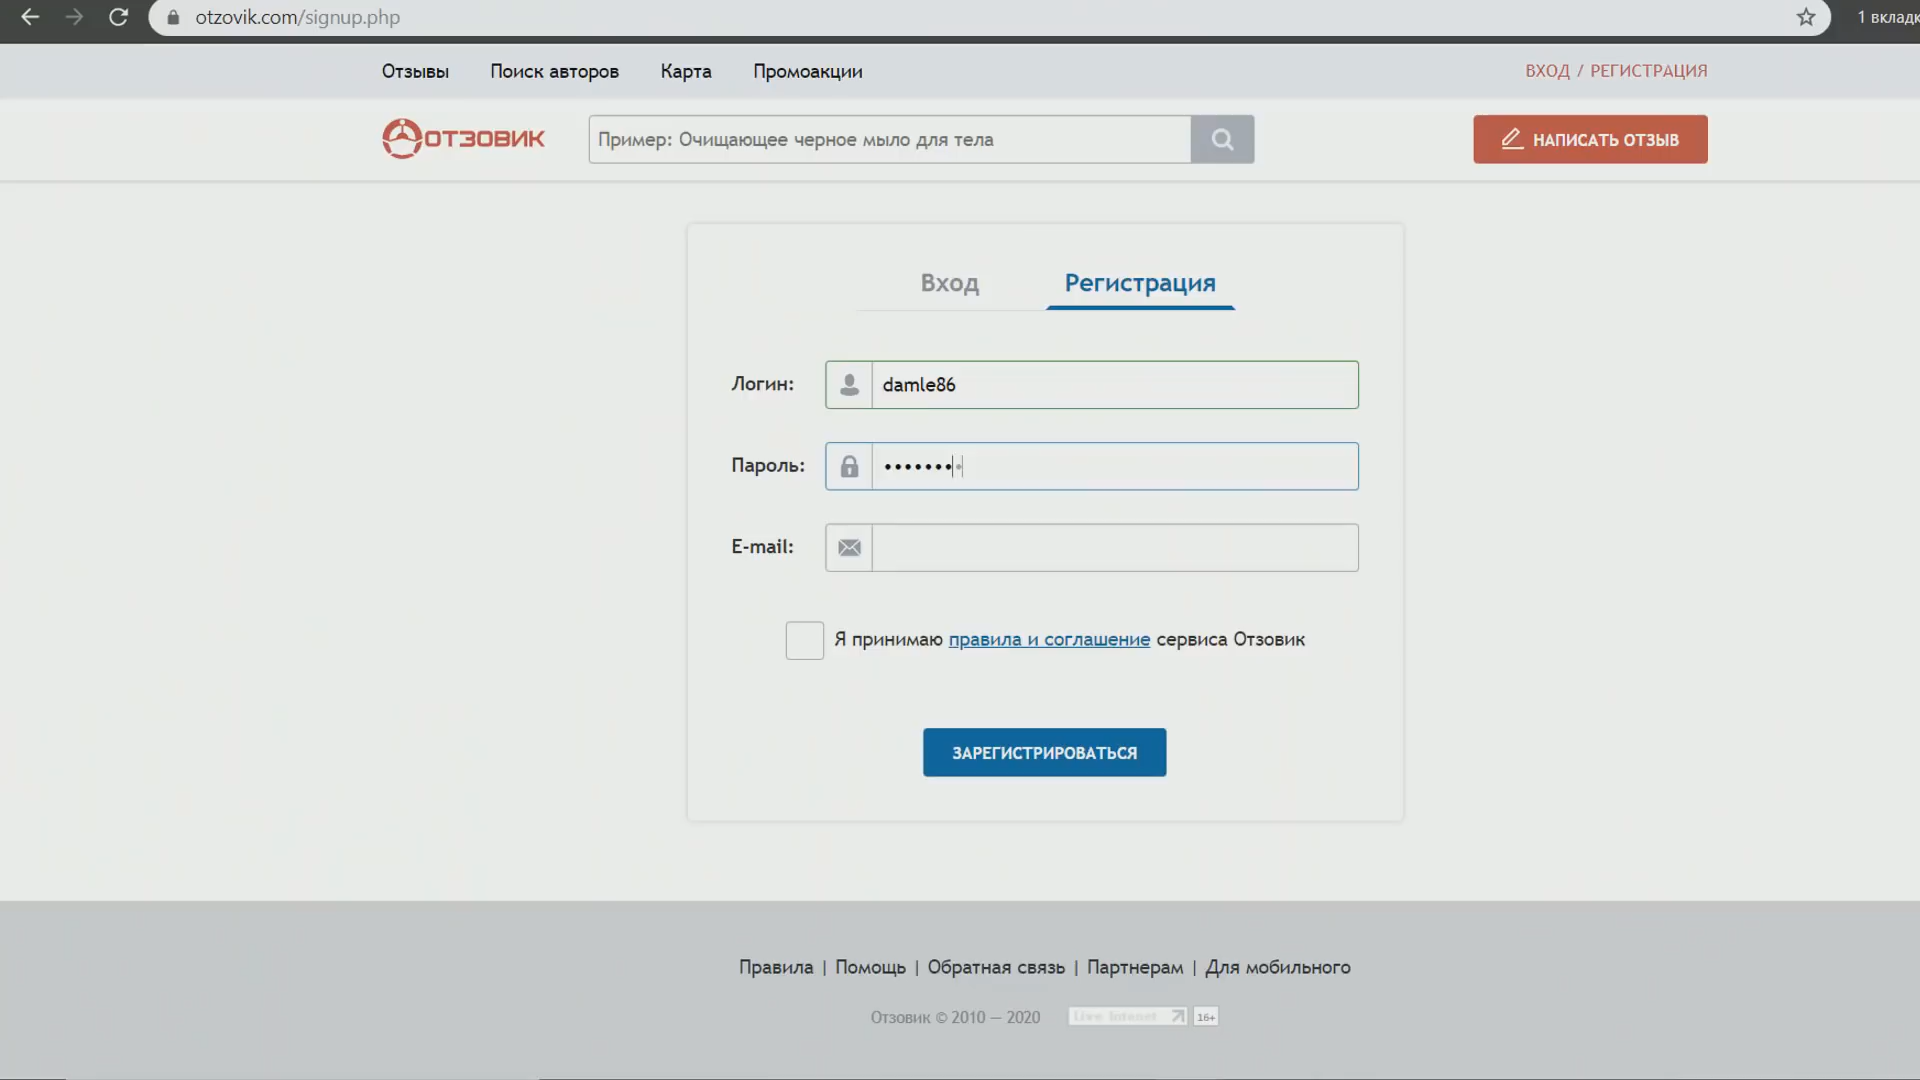 otzovik.com/signup.php
1 вкладк
Отзывы Поиск авторов Карта Промоакции
ВХОД / РЕГИСТРАЦИЯ
ОТЗОВИК
Пример: Очищающее черное мыло для тела
НАПИСАТЬ ОТЗЫВ
Вход Регистрация
Логин: damle86
Пароль: ••••••••
E-mail:
Я принимаю правила и соглашение сервиса Отзовик
ЗАРЕГИСТРИРОВАТЬСЯ
Правила | Помощь | Обратная связь | Партнерам | Для мобильного
Отзовик © 2010 — 2020
Live Internet 16+